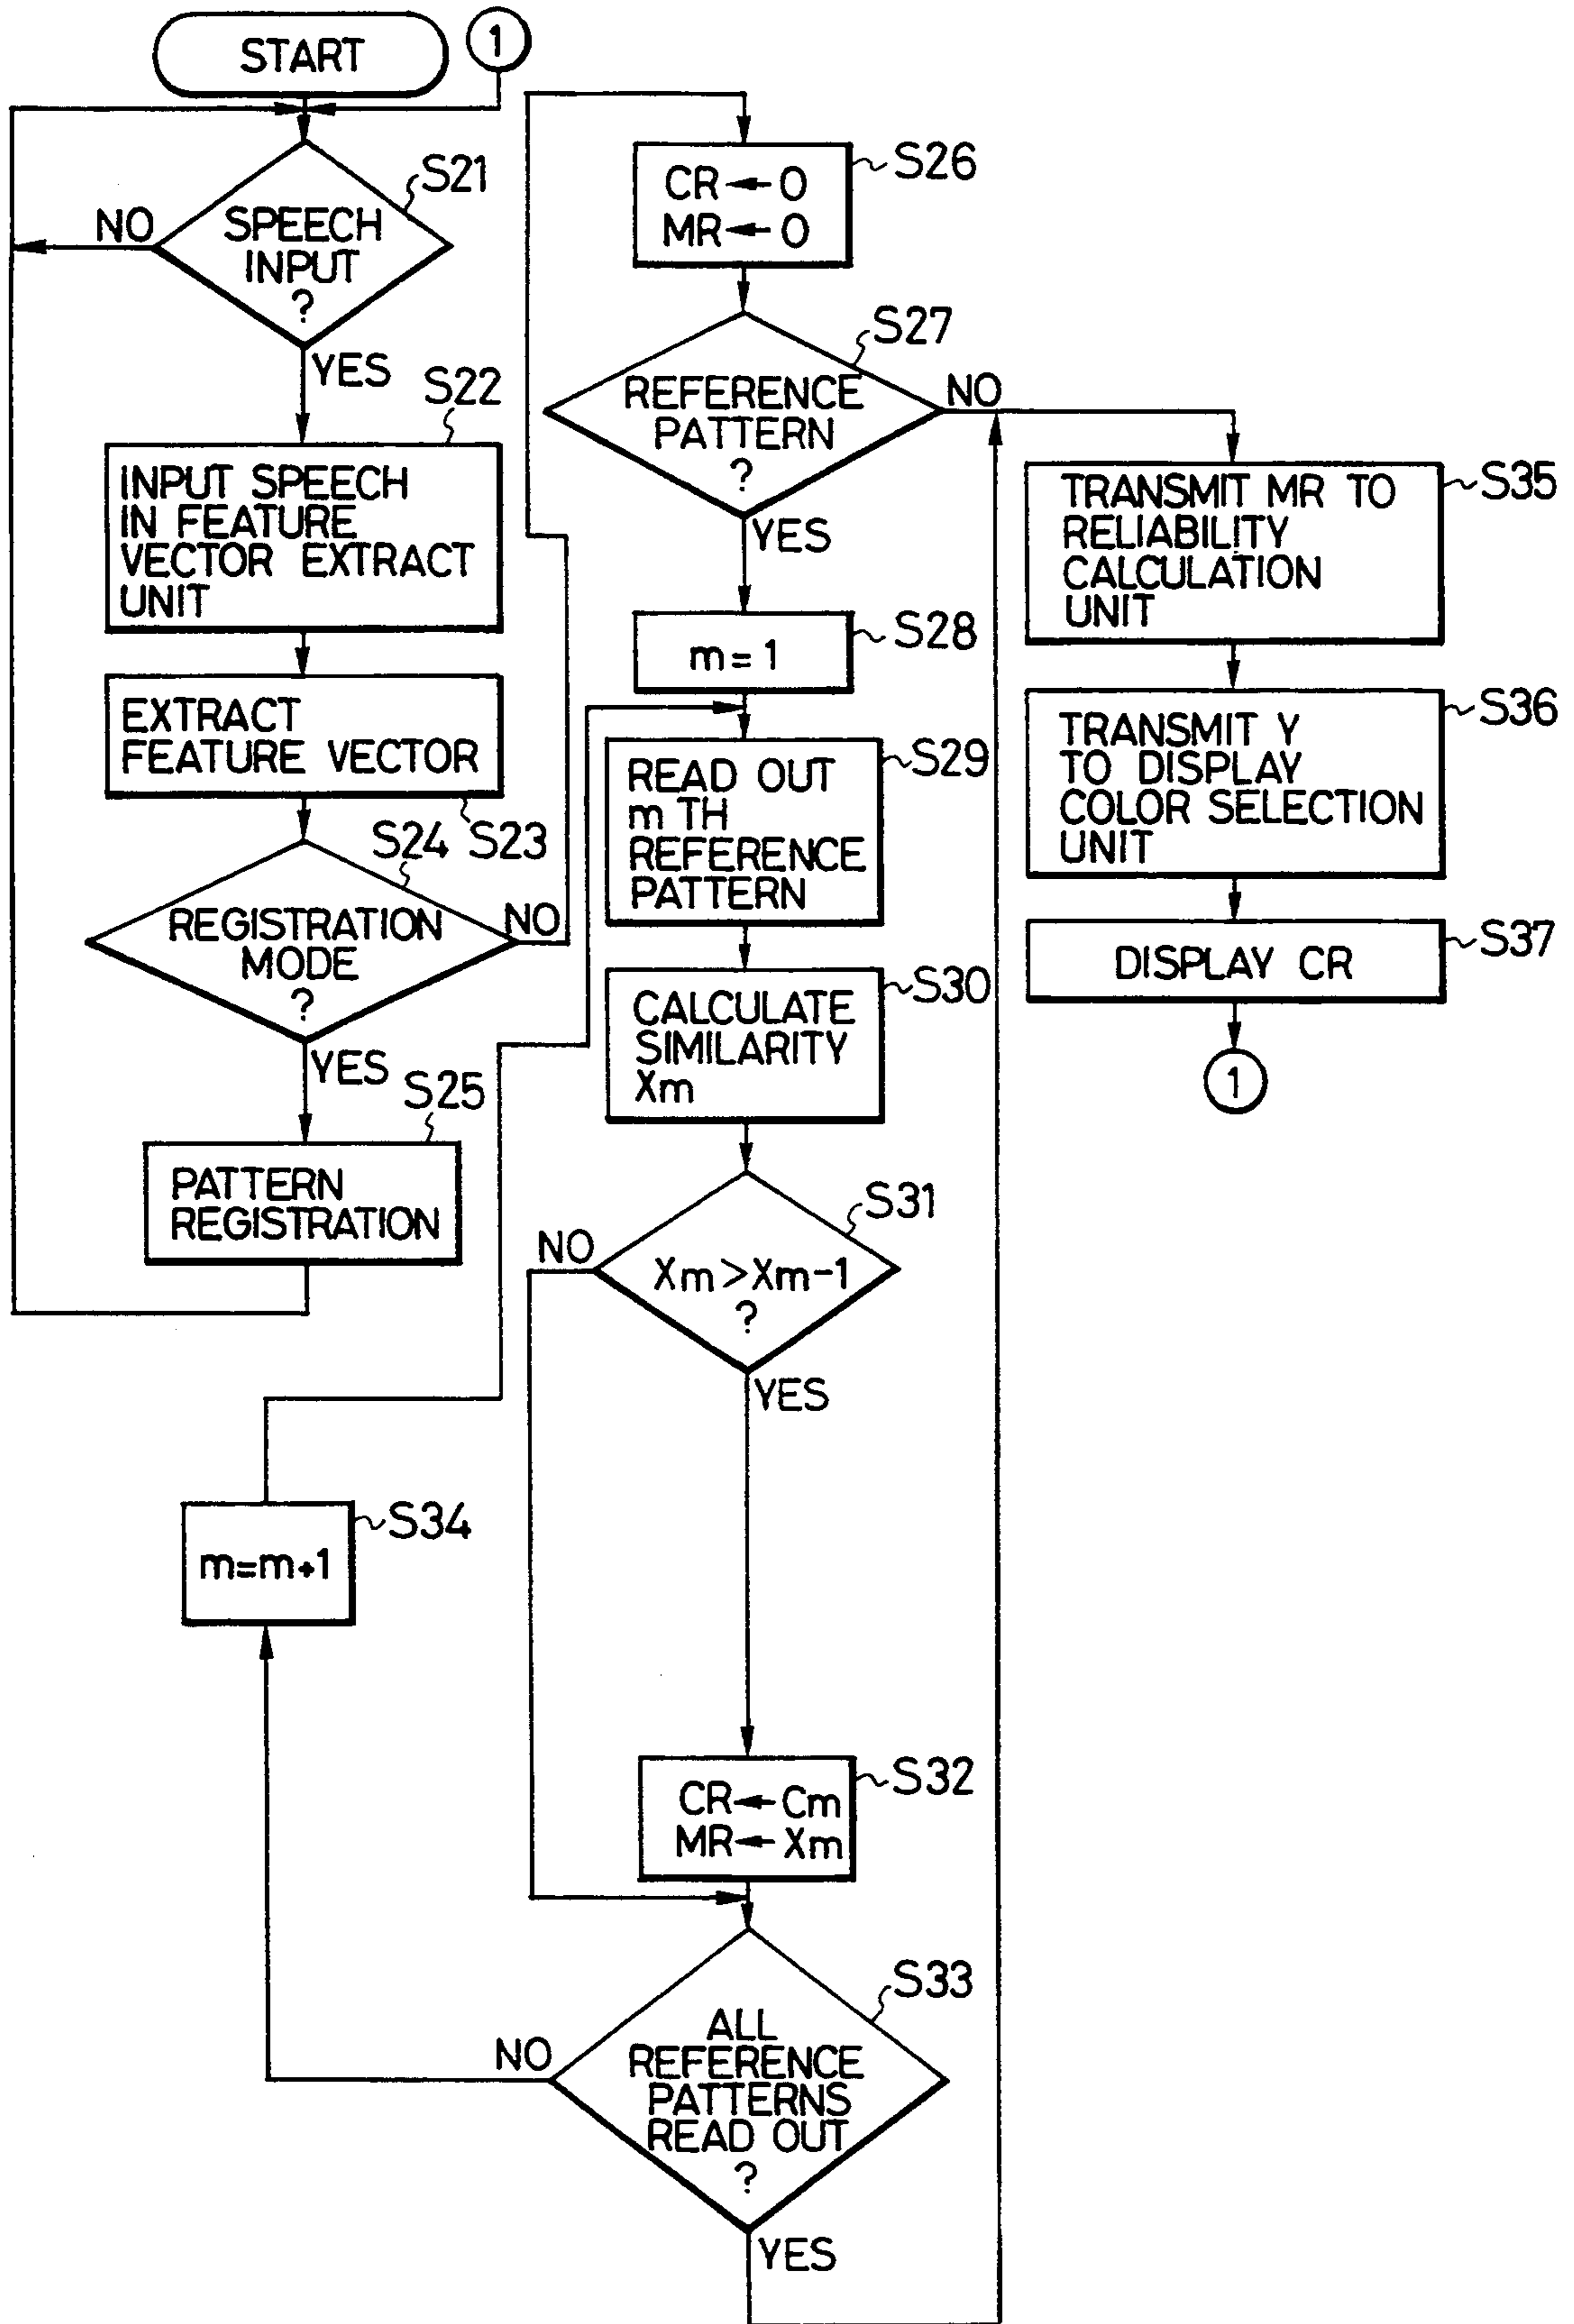 START
1
S21
NO
SPEECH
INPUT
?
YES
S22
INPUT SPEECH
IN FEATURE
VECTOR EXTRACT
UNIT
EXTRACT
FEATURE VECTOR
S23
S24
REGISTRATION
MODE
?
NO
YES
S25
PATTERN
REGISTRATION
S26
CR←0
MR←0
S27
REFERENCE
PATTERN
?
NO
YES
S28
m=1
S29
READ OUT
m TH
REFERENCE
PATTERN
S30
CALCULATE
SIMILARITY
Xm
S31
NO
Xm>Xm-1
?
YES
S32
CR←Cm
MR←Xm
S33
ALL
REFERENCE
PATTERNS
READ OUT
?
NO
YES
S34
m=m+1
S35
TRANSMIT MR TO
RELIABILITY
CALCULATION
UNIT
S36
TRANSMIT Y
TO DISPLAY
COLOR SELECTION
UNIT
S37
DISPLAY CR
1